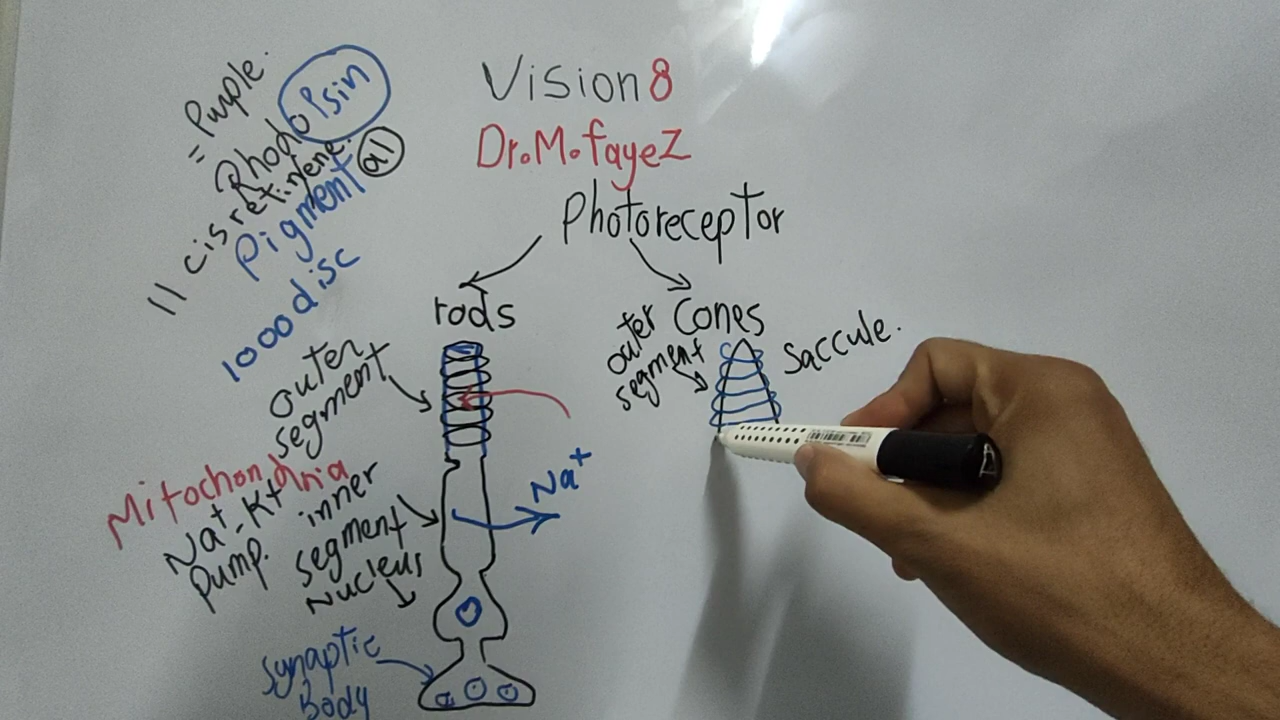 Vision 8
Dr.M.fayeZ
Photoreceptor
rods
Cones
= Purple.
Rhodopsin
11 cis retinene.
al
Pigment
1000 disc
outer
segment
Mitochondria
Na+-K+
pump.
inner
segment
Nucleus
Synaptic
Body
Na+
outer
segment
Saccule.